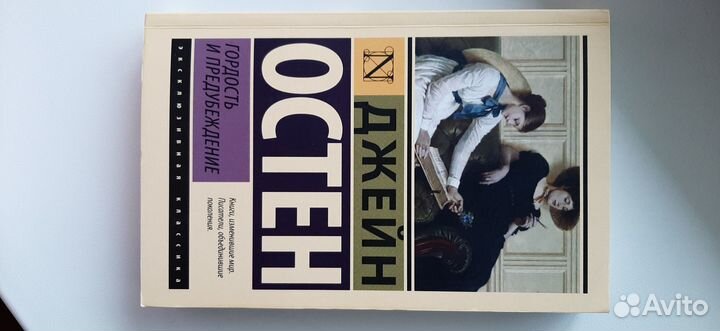 ДЖЕЙН
N
ОСТЕН
ГОРДОСТЬ
И ПРЕДУБЕЖДЕНИЕ
Книги, изменившие мир.
Писатели, объединившие
поколения.
ЭКСКЛЮЗИВНАЯ КЛАССИКА
Avito